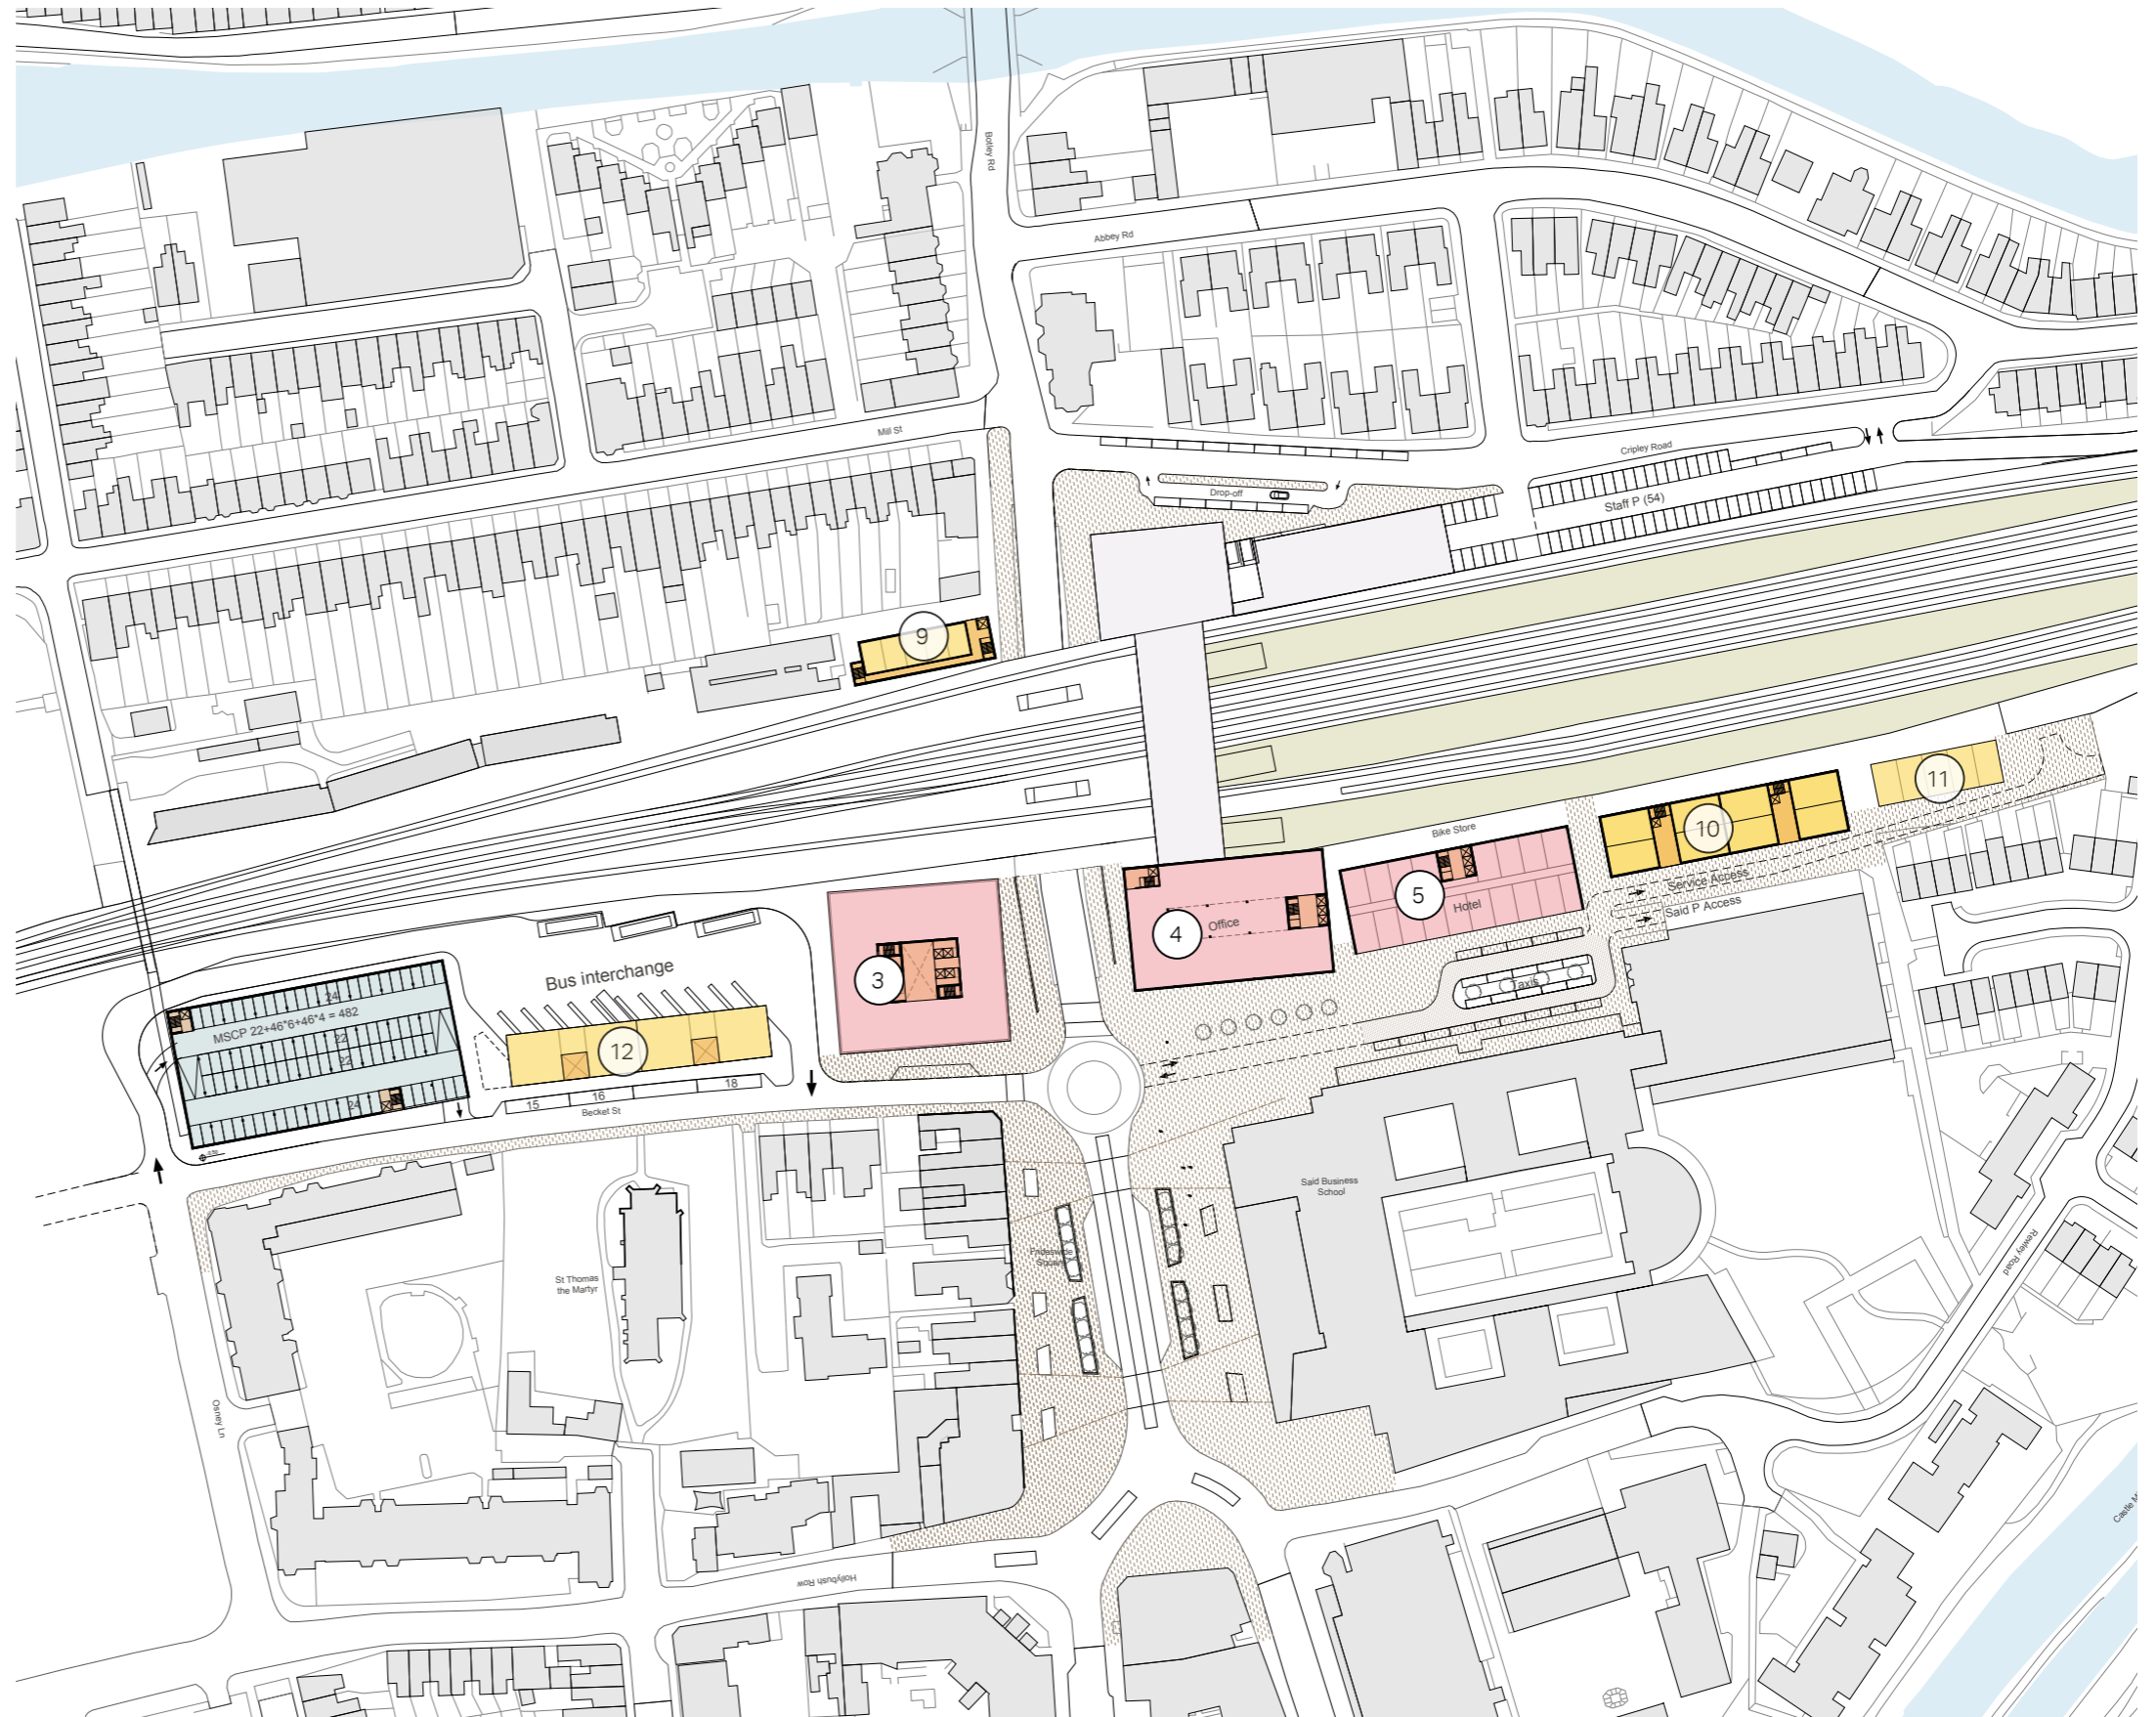 Botley Rd
Abbey Rd
Mill St
Cripley Road
Drop-off
Staff P (54)
9
11
10
Bike Store
Service Access
Said P Access
5
Hotel
4
Office
3
Taxis
Bus interchange
24
MSCP 22+46*6+46*4 = 482
22
22
24
12
15
16
18
Becket St
Said Business
School
Frideswide
Square
St Thomas
the Martyr
Rewley Road
Osney Ln
Hollybush Row